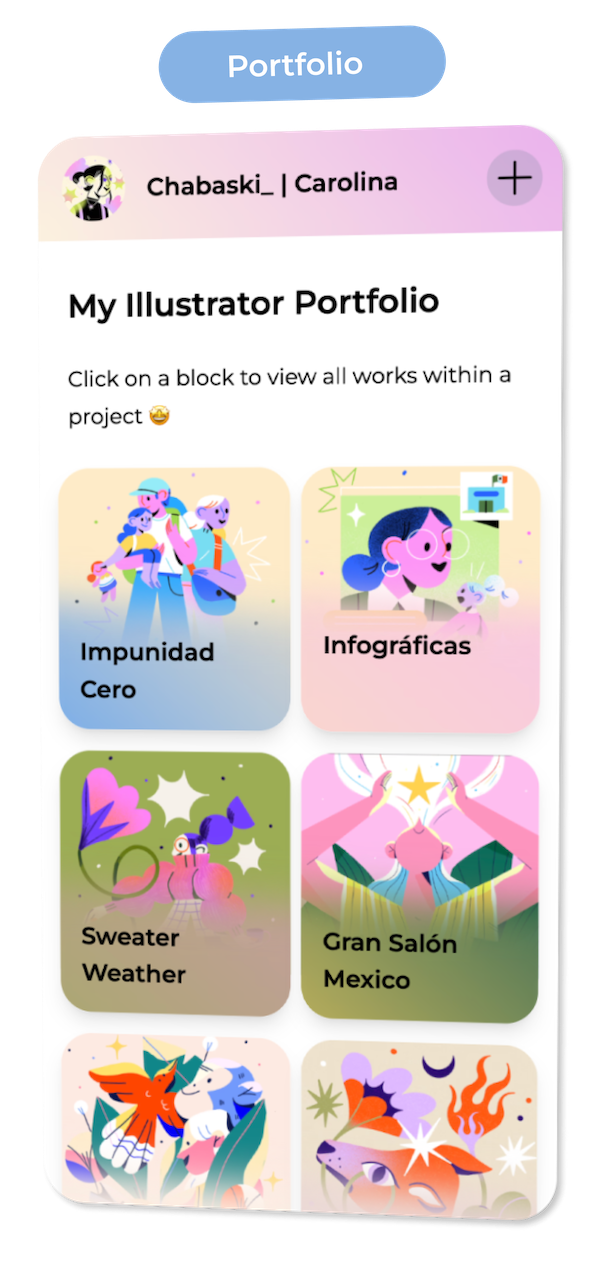 Portfolio
Chabaski_ | Carolina
My Illustrator Portfolio
Click on a block to view all works within a
project 🤩
Impunidad
Cero
Infográficas
Sweater
Weather
Gran Salón
Mexico